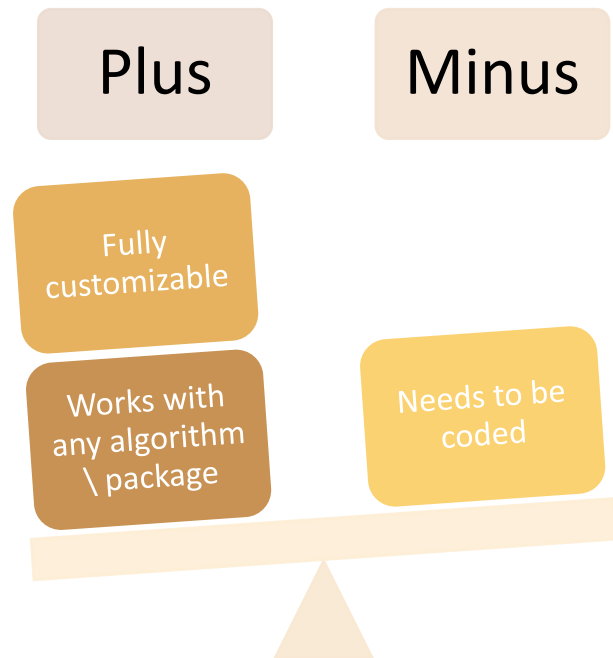 Plus
Minus
Fully
customizable
Works with
any algorithm
\ package
Needs to be
coded